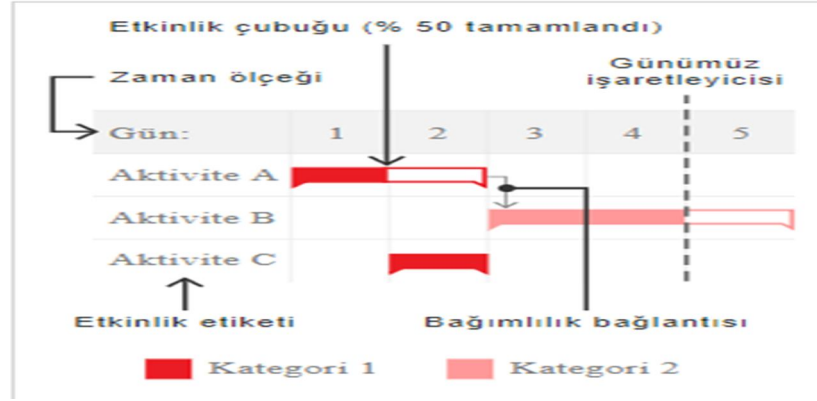 Etkinlik çubuğu (% 50 tamamlandı)
Zaman ölçeği
Günümüz
işaretleyicisi
Gün: 1 2 3 4 5
Aktivite A
Aktivite B
Aktivite C
Etkinlik etiketi
Bağımlılık bağlantısı
Kategori 1
Kategori 2